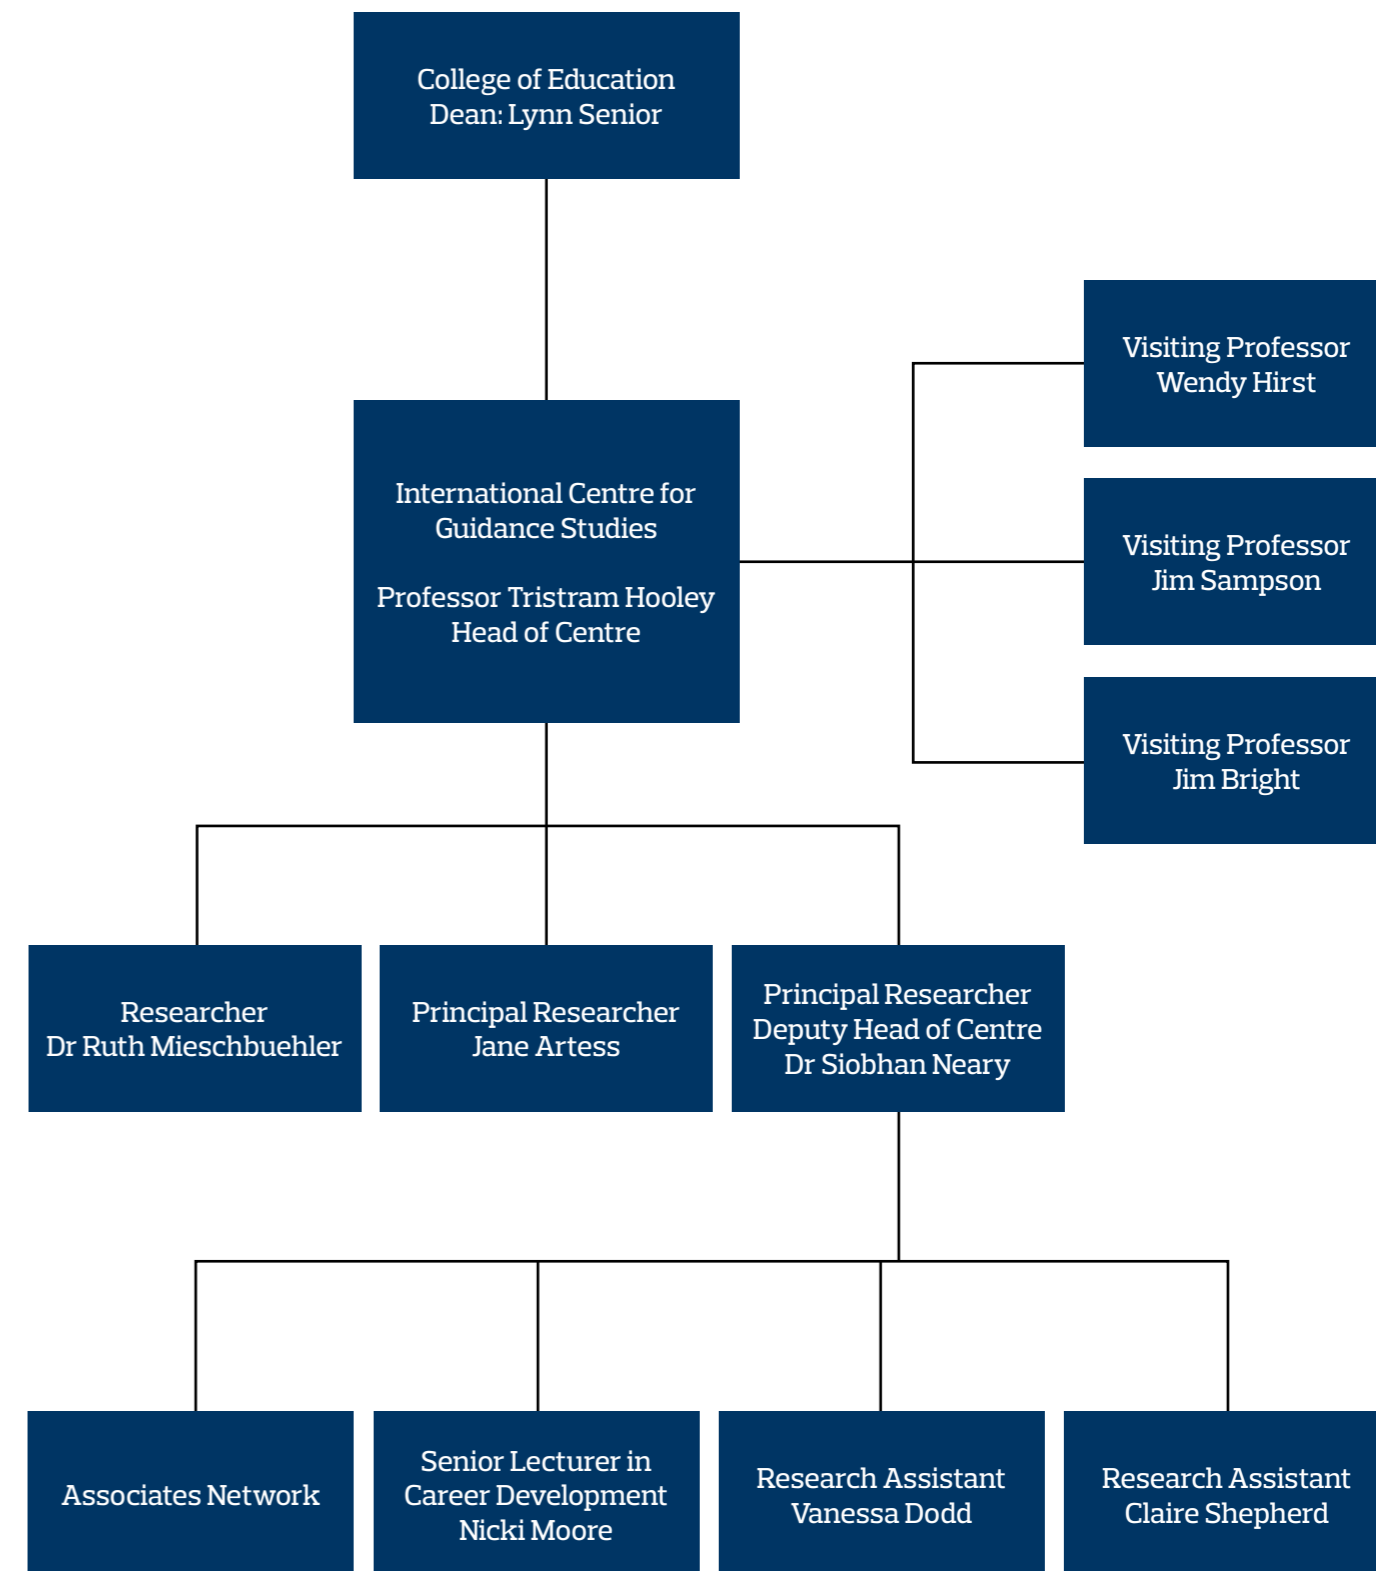 College of Education
Dean: Lynn Senior
Visiting Professor
Wendy Hirst
International Centre for
Guidance Studies
Professor Tristram Hooley
Head of Centre
Visiting Professor
Jim Sampson
Visiting Professor
Jim Bright
Researcher
Dr Ruth Mieschbuehler
Principal Researcher
Jane Artess
Principal Researcher
Deputy Head of Centre
Dr Siobhan Neary
Associates Network
Senior Lecturer in
Career Development
Nicki Moore
Research Assistant
Vanessa Dodd
Research Assistant
Claire Shepherd